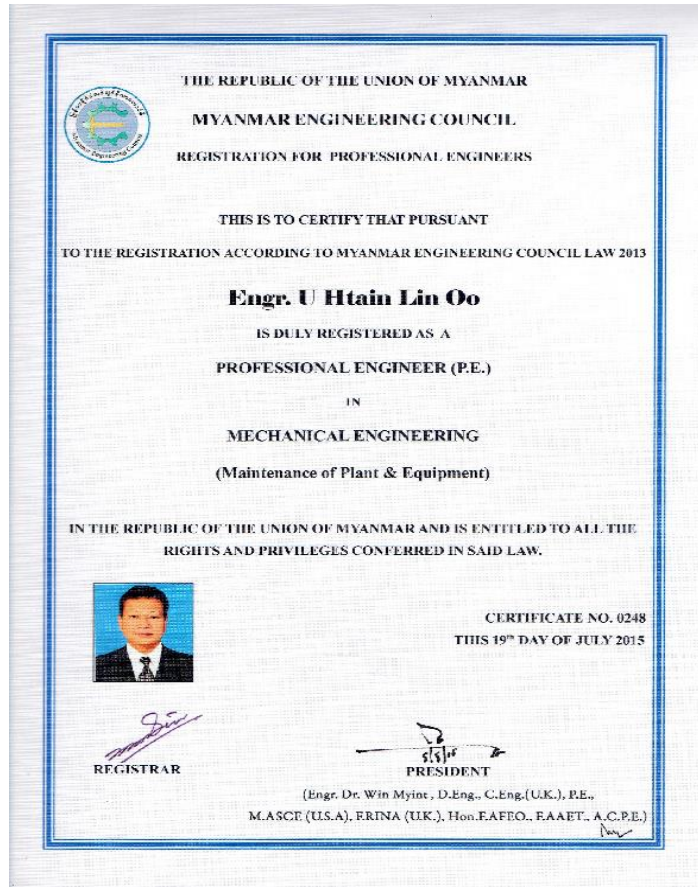 THE REPUBLIC OF THE UNION OF MYANMAR
MYANMAR ENGINEERING COUNCIL
REGISTRATION FOR PROFESSIONAL ENGINEERS
THIS IS TO CERTIFY THAT PURSUANT
TO THE REGISTRATION ACCORDING TO MYANMAR ENGINEERING COUNCIL LAW 2013
Engr. U Htain Lin Oo
IS DULY REGISTERED AS A
PROFESSIONAL ENGINEER (P.E.)
IN
MECHANICAL ENGINEERING
(Maintenance of Plant & Equipment)
IN THE REPUBLIC OF THE UNION OF MYANMAR AND IS ENTITLED TO ALL THE
RIGHTS AND PRIVILEGES CONFERRED IN SAID LAW.
CERTIFICATE NO. 0248
THIS 19th DAY OF JULY 2015
REGISTRAR
PRESIDENT
(Engr. Dr. Win Myint , D.Eng., C.Eng.(U.K.), P.E.,
M.ASCE (U.S.A), F.RINA (U.K.), Hon.F.AFEO., F.AAET., A.C.P.E.)